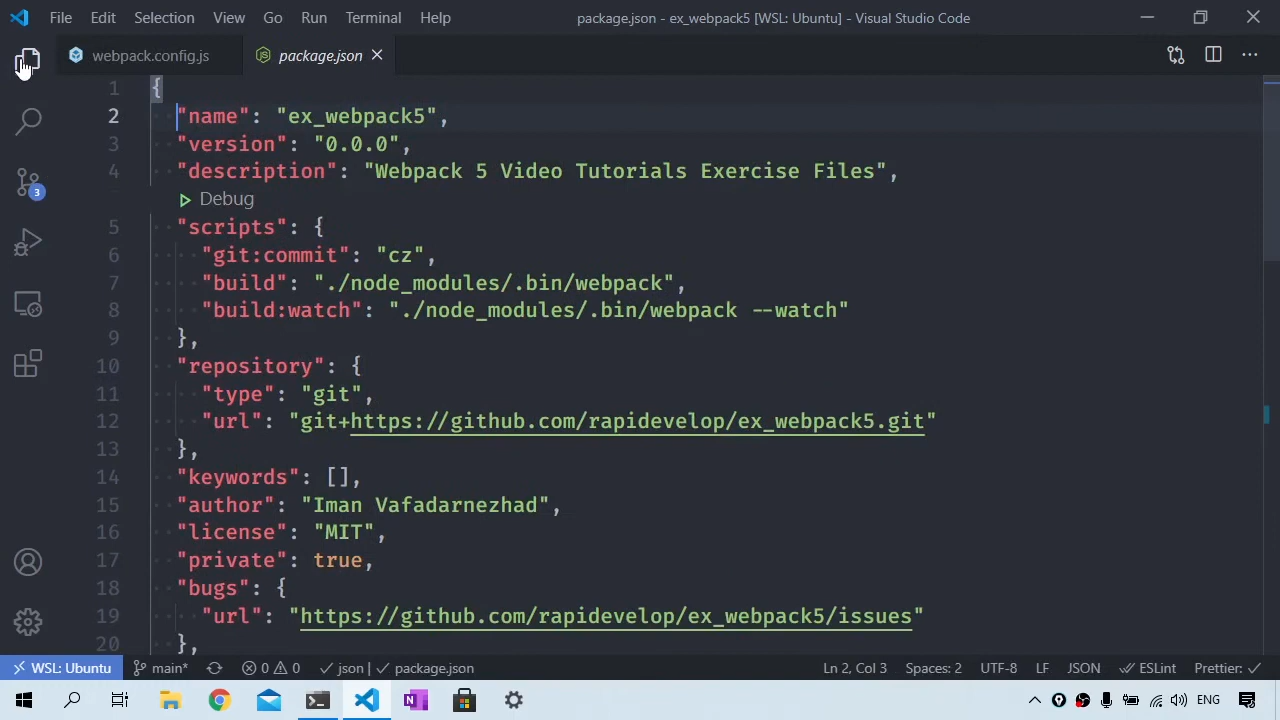 File Edit Selection View Go Run Terminal Help package.json - ex_webpack5 [WSL: Ubuntu] - Visual Studio Code
webpack.config.js package.json
1 {
2 "name": "ex_webpack5",
3 "version": "0.0.0",
4 "description": "Webpack 5 Video Tutorials Exercise Files",
Debug
5 "scripts": {
6 "git:commit": "cz",
7 "build": "./node_modules/.bin/webpack",
8 "build:watch": "./node_modules/.bin/webpack --watch"
9 },
10 "repository": {
11 "type": "git",
12 "url": "git+https://github.com/rapidevelop/ex_webpack5.git"
13 },
14 "keywords": [],
15 "author": "Iman Vafadarnezhad",
16 "license": "MIT",
17 "private": true,
18 "bugs": {
19 "url": "https://github.com/rapidevelop/ex_webpack5/issues"
20 },
3
WSL: Ubuntu main* 0 0 json | package.json Ln 2, Col 3 Spaces: 2 UTF-8 LF JSON ESLint Prettier:
ENG